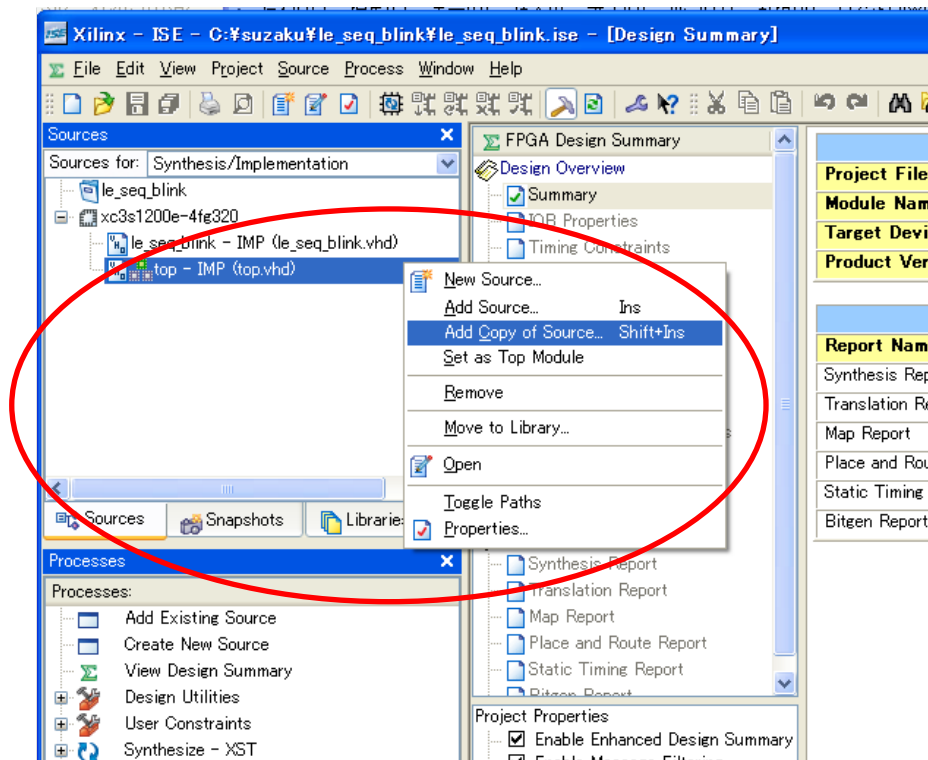 Xilinx - ISE - C:¥suzaku¥le_seq_blink¥le_seq_blink.ise - [Design Summary]
File Edit View Project Source Process Window Help
Sources
Sources for: Synthesis/Implementation
le_seq_blink
xc3s1200e-4fg320
le_seq_blink - IMP (le_seq_blink.vhd)
top - IMP (top.vhd)
New Source...
Add Source... Ins
Add Copy of Source... Shift+Ins
Set as Top Module
Remove
Move to Library...
Open
Toggle Paths
Properties...
Sources Snapshots Libraries
Processes
Processes:
Add Existing Source
Create New Source
View Design Summary
Design Utilities
User Constraints
Synthesize - XST
FPGA Design Summary
Design Overview
Summary
IOB Properties
Timing Constraints
Synthesis Report
Translation Report
Map Report
Place and Route Report
Static Timing Report
Bitgen Report
Project Properties
Enable Enhanced Design Summary
Enable Message Filtering
Project File
Module Nam
Target Devi
Product Ver
Report Nam
Synthesis Rep
Translation Re
Map Report
Place and Rou
Static Timing
Bitgen Report